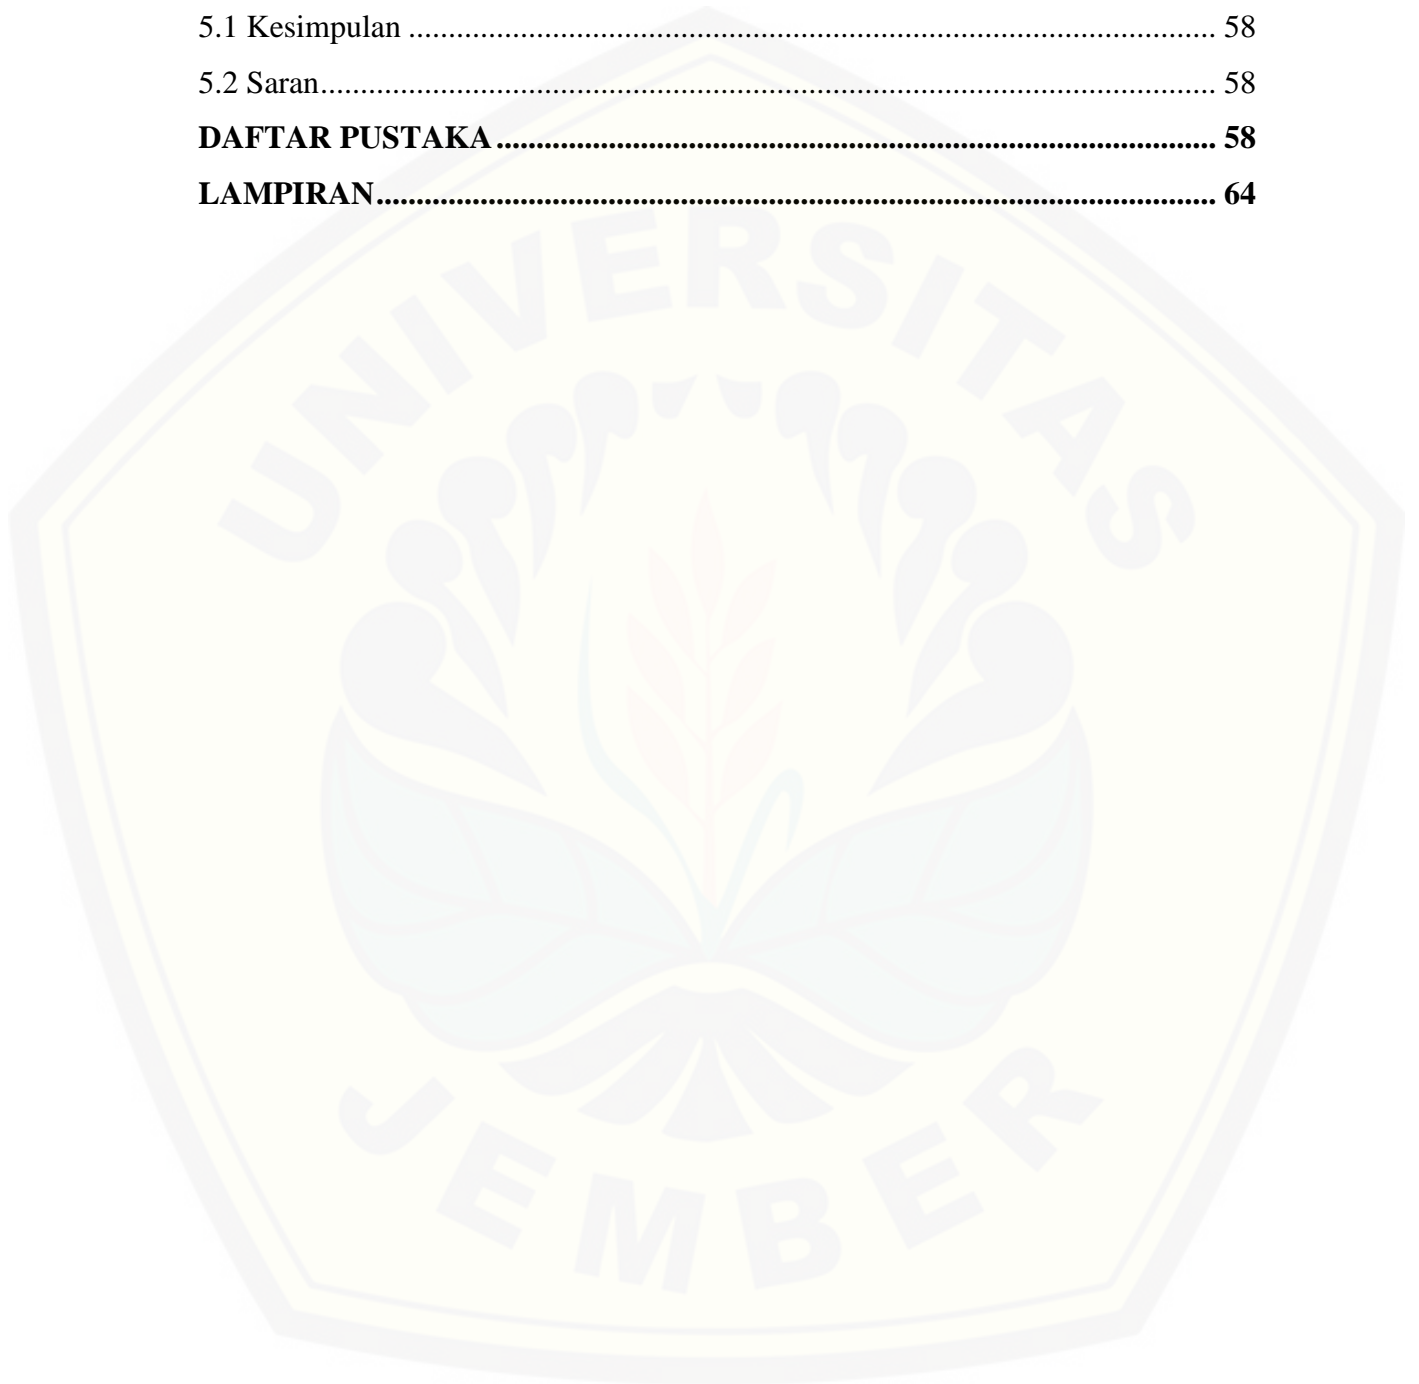 5.1 Kesimpulan ..................................................................................................... 58
5.2 Saran................................................................................................................ 58
DAFTAR PUSTAKA .......................................................................................... 58
LAMPIRAN......................................................................................................... 64
UNIVERSITAS
JEMBER